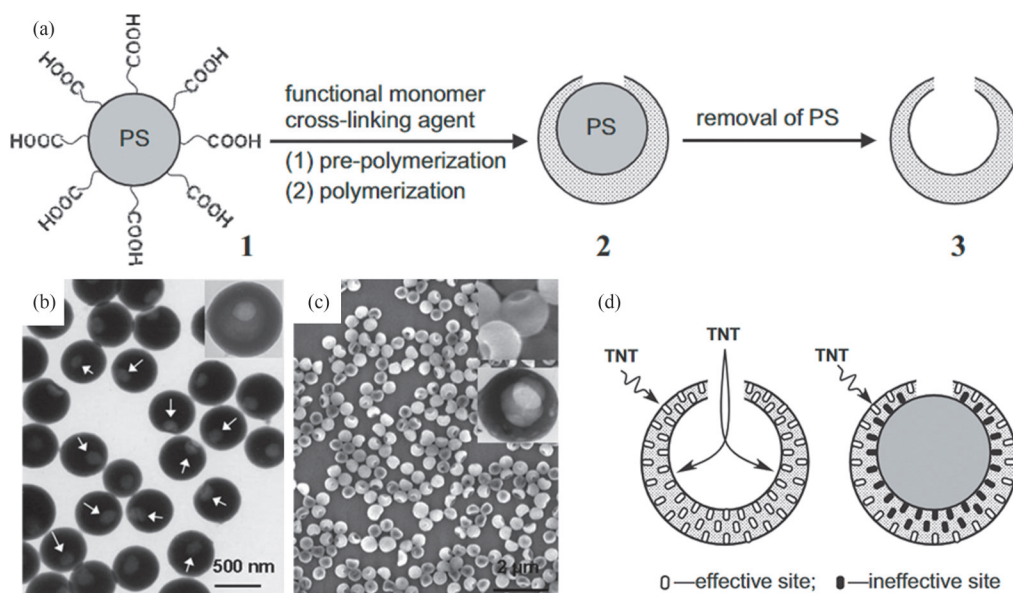 (a)
HOOC
COOH
COOH
HOOC
PS
COOH
HOOC
COOH
COOH
1
functional monomer
cross-linking agent
(1) pre-polymerization
(2) polymerization
PS
2
removal of PS
3
(b)
500 nm
(c)
2 μm
(d)
TNT
TNT
TNT
—effective site; —ineffective site